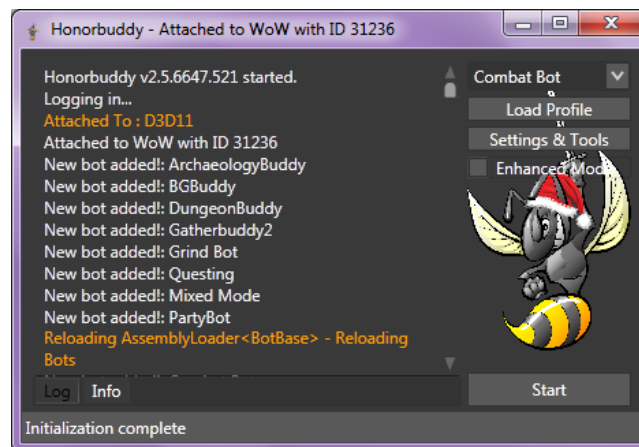 Honorbuddy - Attached to WoW with ID 31236
Honorbuddy v2.5.6647.521 started.
Logging in...
Attached To : D3D11
Attached to WoW with ID 31236
New bot added!: ArchaeologyBuddy
New bot added!: BGBuddy
New bot added!: DungeonBuddy
New bot added!: Gatherbuddy2
New bot added!: Grind Bot
New bot added!: Questing
New bot added!: Mixed Mode
New bot added!: PartyBot
Reloading AssemblyLoader<BotBase> - Reloading
Bots
Log Info
Combat Bot
Load Profile
Settings & Tools
Enhanced Mode
Start
Initialization complete